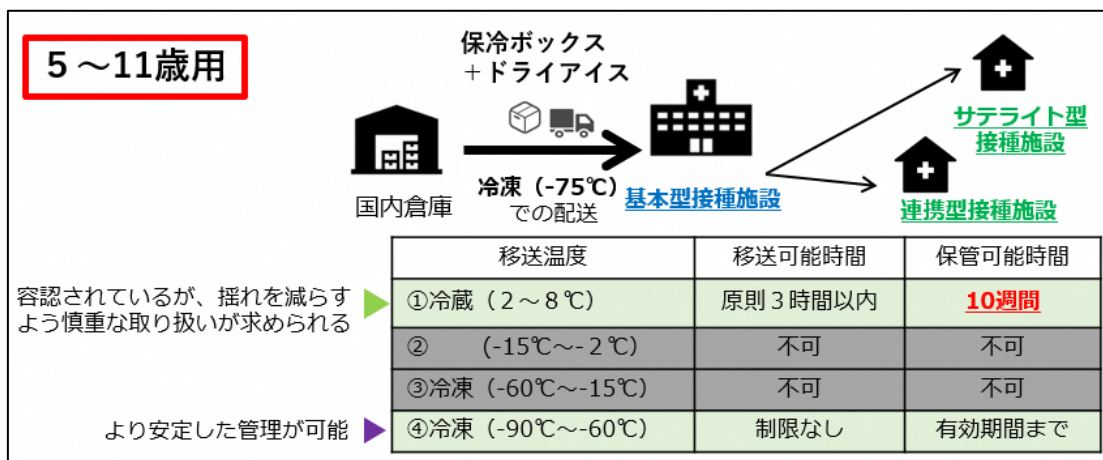 5～11歳用
保冷ボックス
＋ドライアイス
国内倉庫
冷凍（-75℃）
での配送
基本型接種施設
サテライト型
接種施設
連携型接種施設
移送温度 移送可能時間 保管可能時間
容認されているが、揺れを減らす
よう慎重な取り扱いが求められる
①冷蔵（2～8℃） 原則３時間以内 10週間
② (-15℃～-2℃) 不可 不可
③冷凍（-60℃～-15℃） 不可 不可
より安定した管理が可能
④冷凍（-90℃～-60℃） 制限なし 有効期間まで